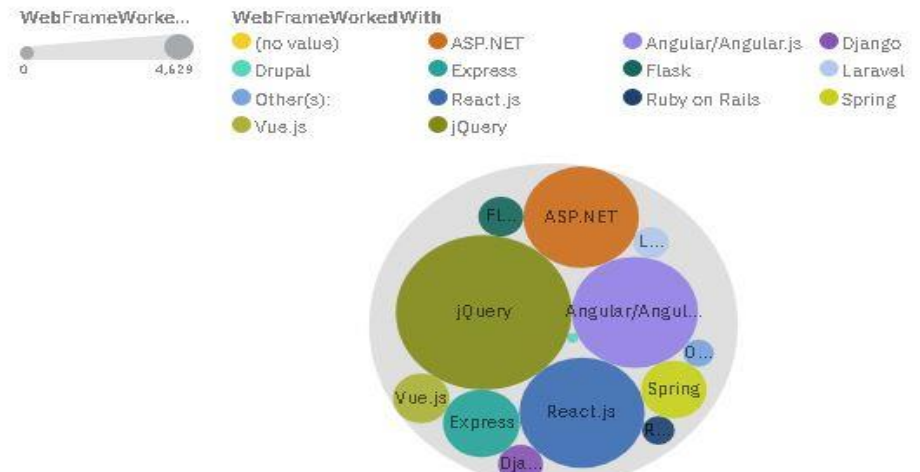 WebFrameWorke... WebFrameWorkedWith
(no value) ASP.NET Angular/Angular.js Django
0 4,629 Drupal Express Flask Laravel
Other(s): React.js Ruby on Rails Spring
Vue.js jQuery
FL... ASP.NET
L...
jQuery Angular/Angul...
O...
Vue.js Spring
Express React.js R...
Dja...